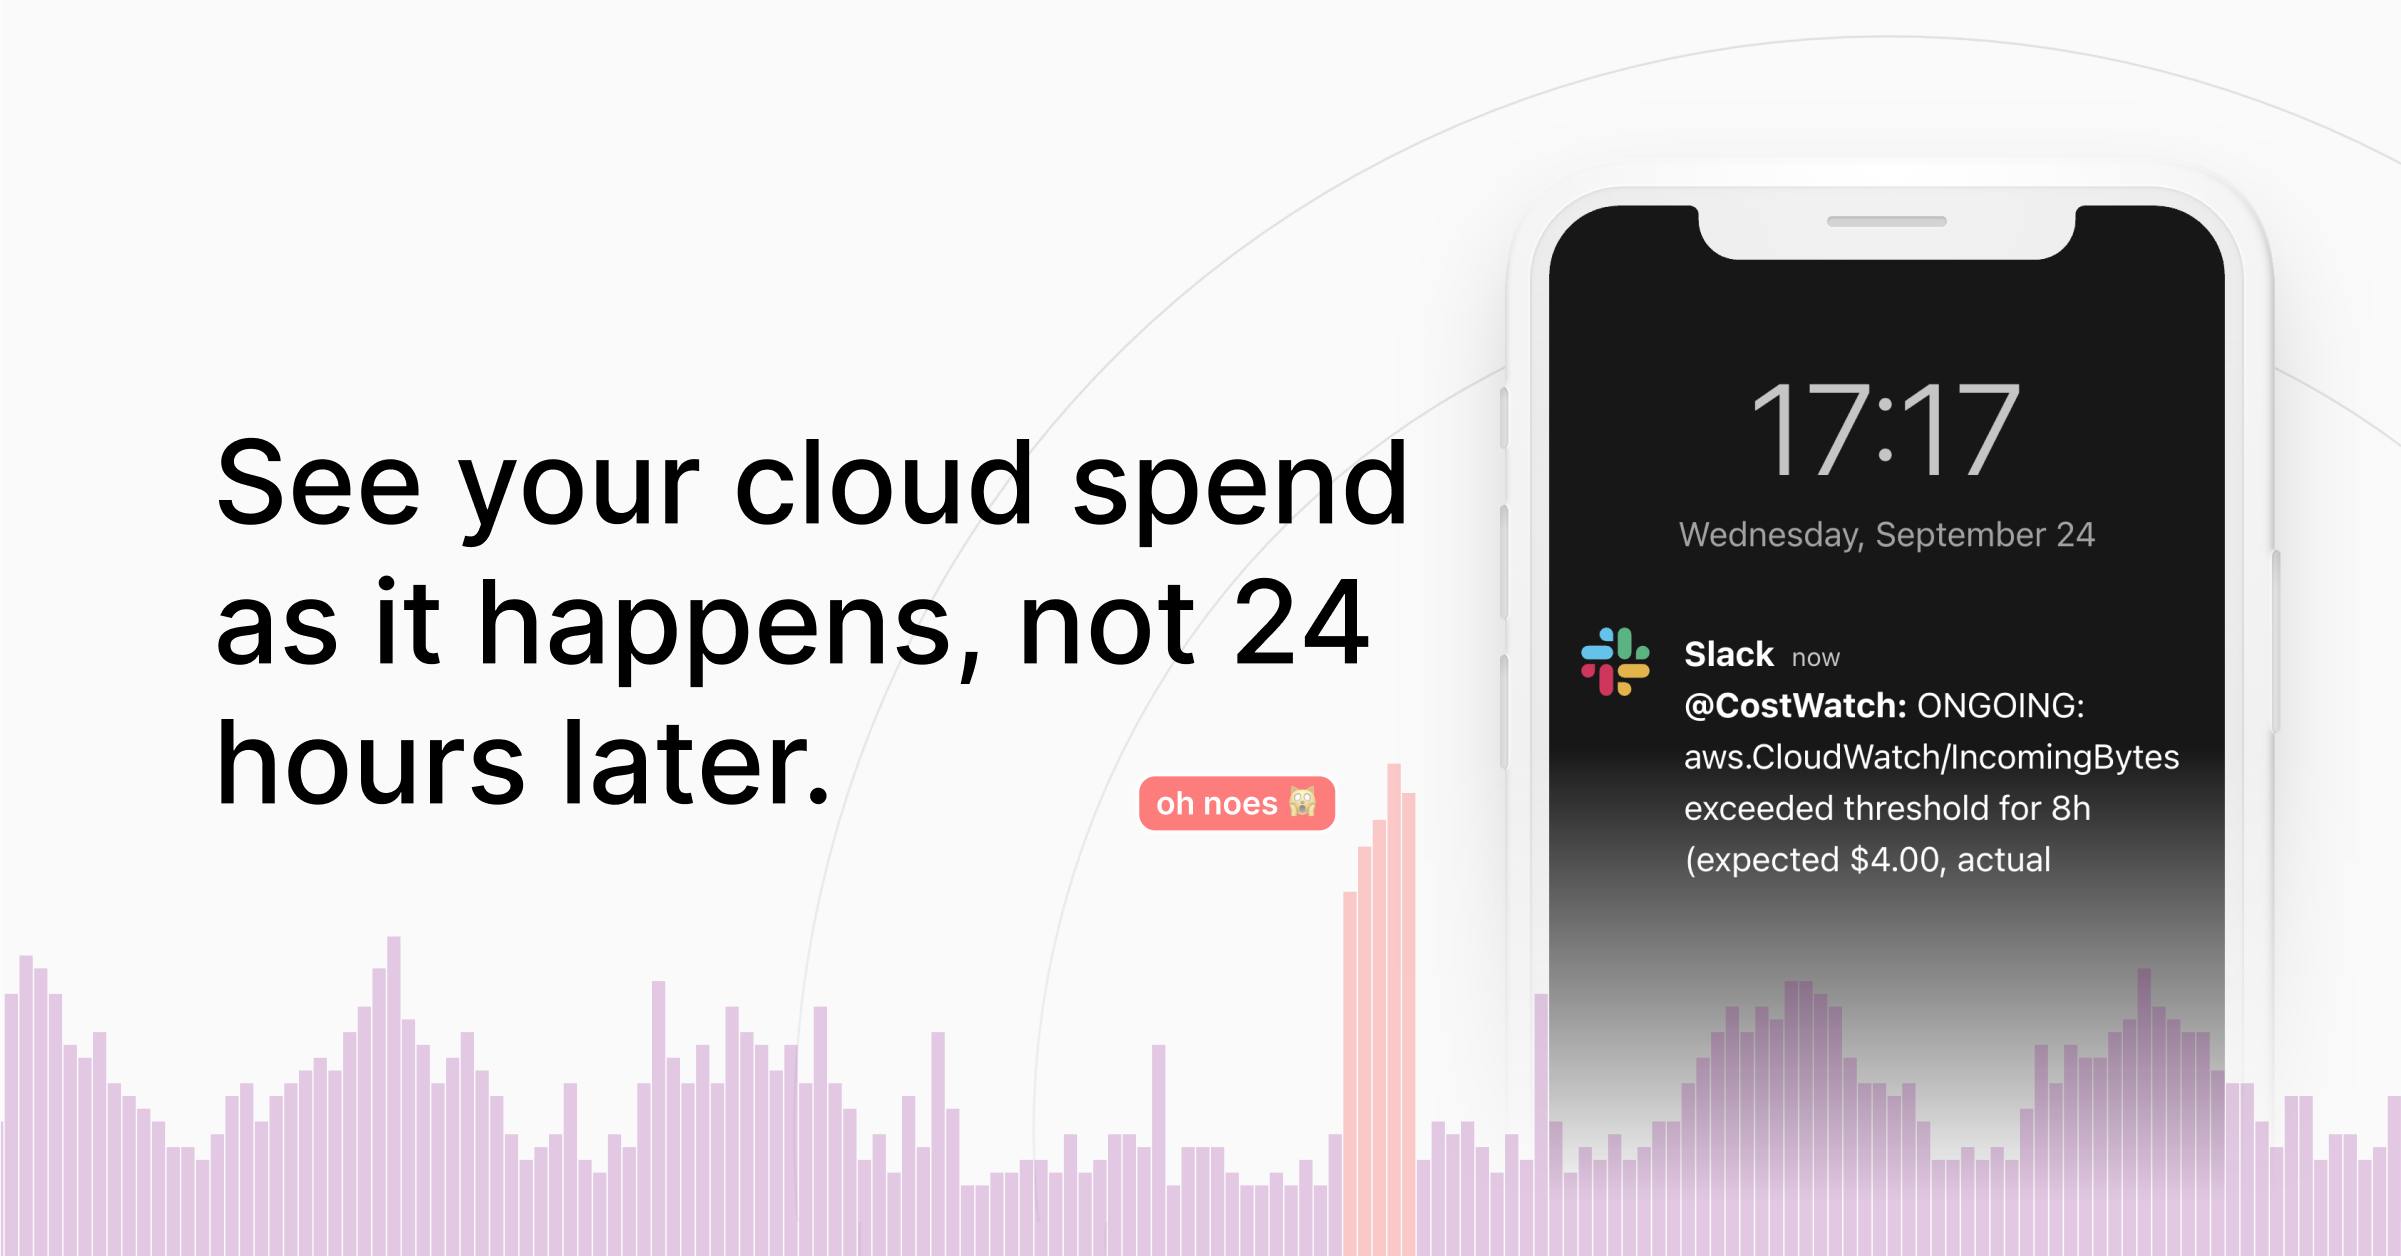 See your cloud spend
as it happens, not 24
hours later.
oh noes 🙀
17:17
Wednesday, September 24
Slack now
@CostWatch: ONGOING:
aws.CloudWatch/IncomingBytes
exceeded threshold for 8h
(expected $4.00, actual